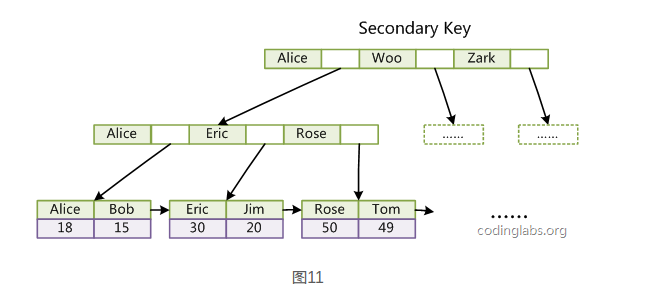 Secondary Key
Alice Woo Zark
Alice Eric Rose …… ……
Alice Bob Eric Jim Rose Tom
18 15 30 20 50 49
……
codinglabs.org
图11